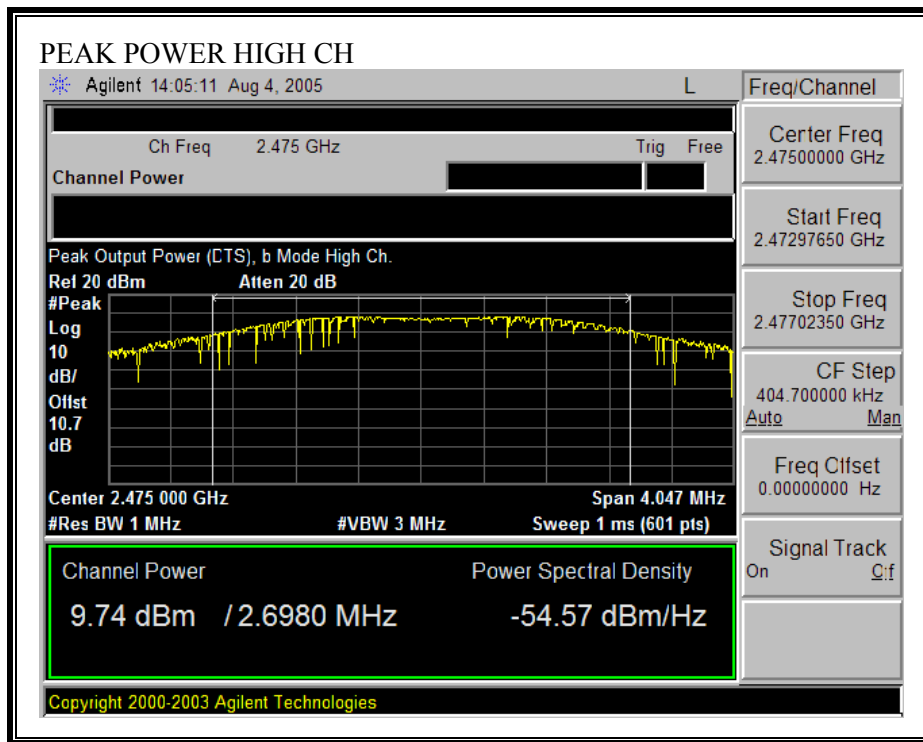 PEAK POWER HIGH CH
Agilent 14:05:11 Aug 4, 2005 L
Freq/Channel
Ch Freq 2.475 GHz Trig Free
Channel Power
Peak Output Power (DTS), b Mode High Ch.
Ref 20 dBm Atten 20 dB
#Peak
Log
10
dB/
Offst
10.7
dB
Center 2.475 000 GHz Span 4.047 MHz
#Res BW 1 MHz #VBW 3 MHz Sweep 1 ms (601 pts)
Channel Power Power Spectral Density
9.74 dBm / 2.6980 MHz -54.57 dBm/Hz
Copyright 2000-2003 Agilent Technologies
Center Freq
2.47500000 GHz
Start Freq
2.47297650 GHz
Stop Freq
2.47702350 GHz
CF Step
404.700000 kHz
Auto Man
Freq Offset
0.00000000 Hz
Signal Track
On Off